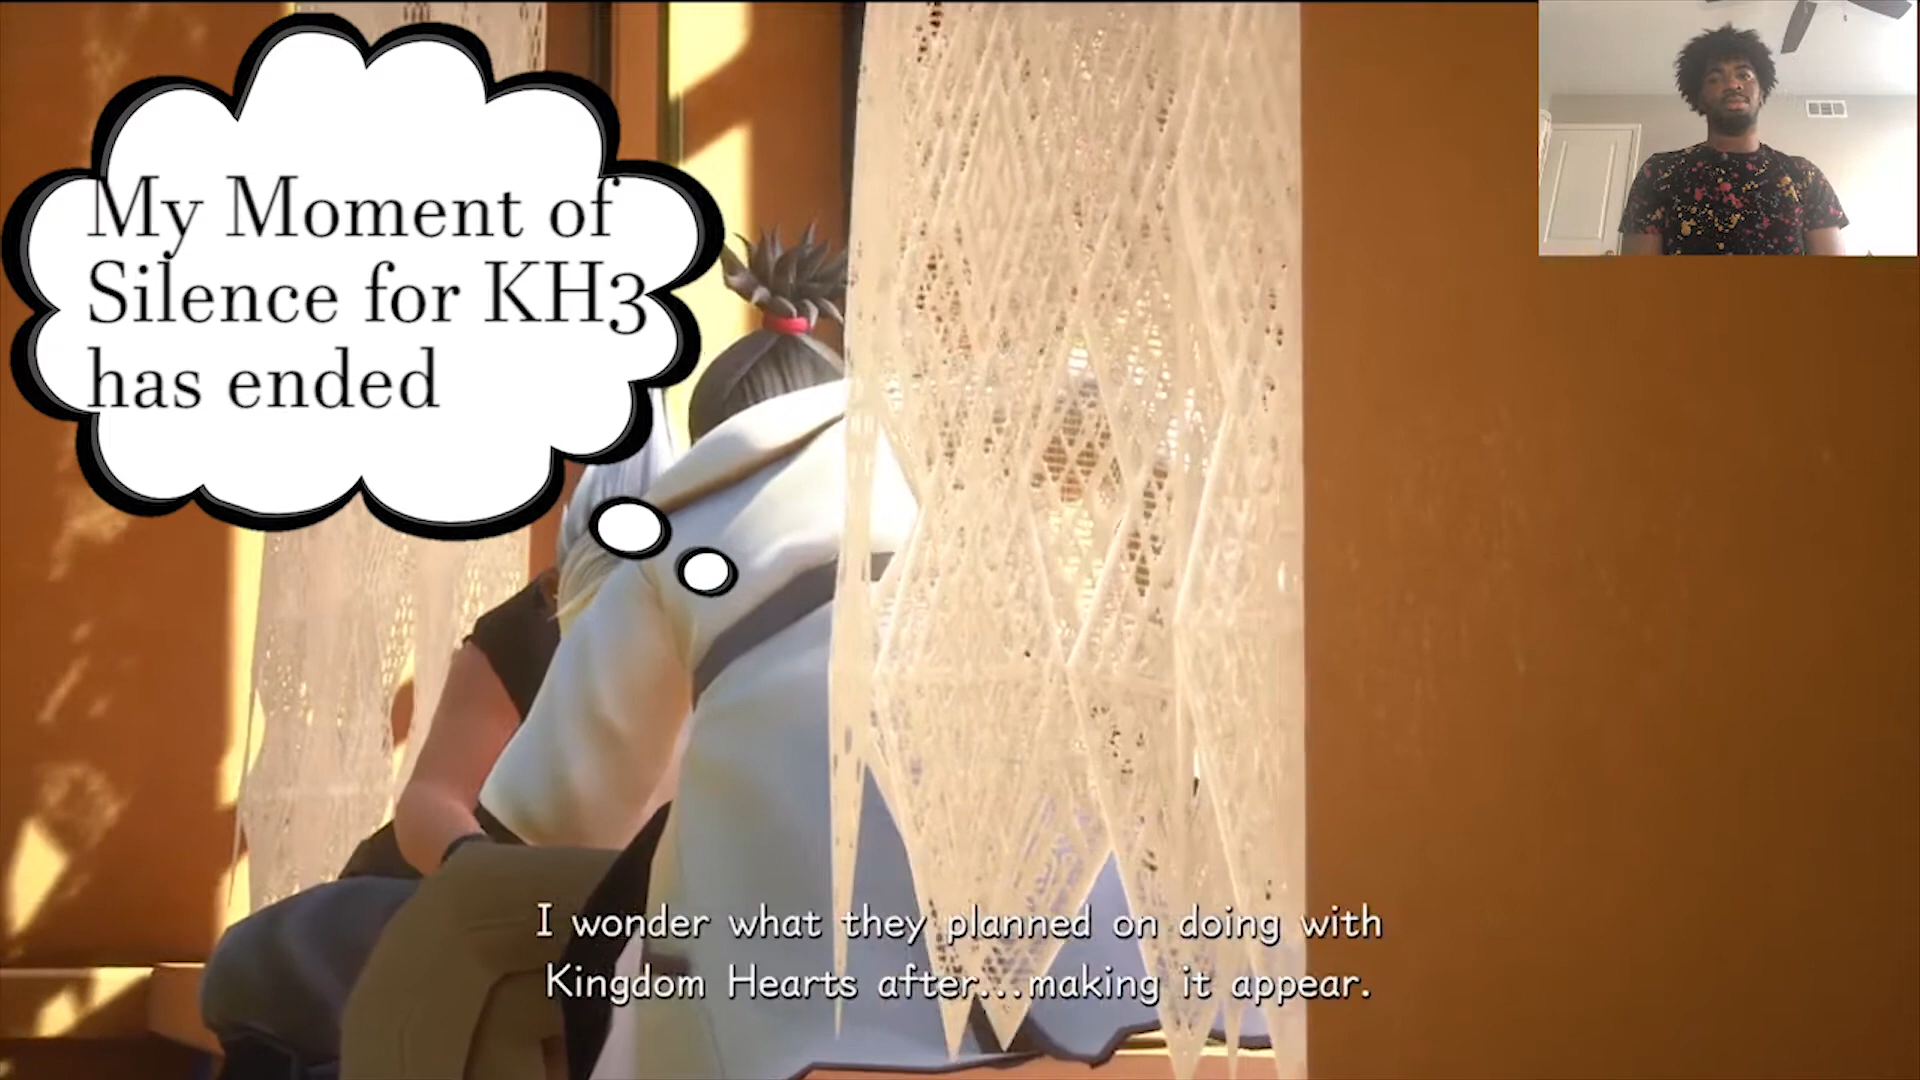 My Moment of
Silence for KH3
has ended
I wonder what they planned on doing with
Kingdom Hearts after...making it appear.